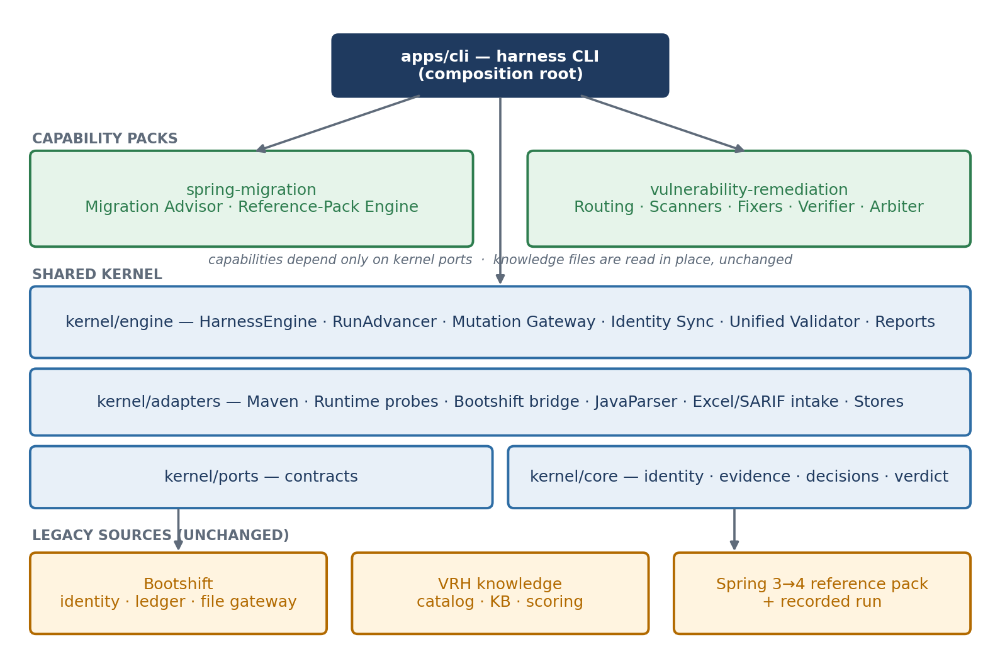 apps/cli — harness CLI
(composition root)
CAPABILITY PACKS
spring-migration
Migration Advisor · Reference-Pack Engine
vulnerability-remediation
Routing · Scanners · Fixers · Verifier · Arbiter
capabilities depend only on kernel ports · knowledge files are read in place, unchanged
SHARED KERNEL
kernel/engine — HarnessEngine · RunAdvancer · Mutation Gateway · Identity Sync · Unified Validator · Reports
kernel/adapters — Maven · Runtime probes · Bootshift bridge · JavaParser · Excel/SARIF intake · Stores
kernel/ports — contracts
kernel/core — identity · evidence · decisions · verdict
LEGACY SOURCES (UNCHANGED)
Bootshift
identity · ledger · file gateway
VRH knowledge
catalog · KB · scoring
Spring 3→4 reference pack
+ recorded run